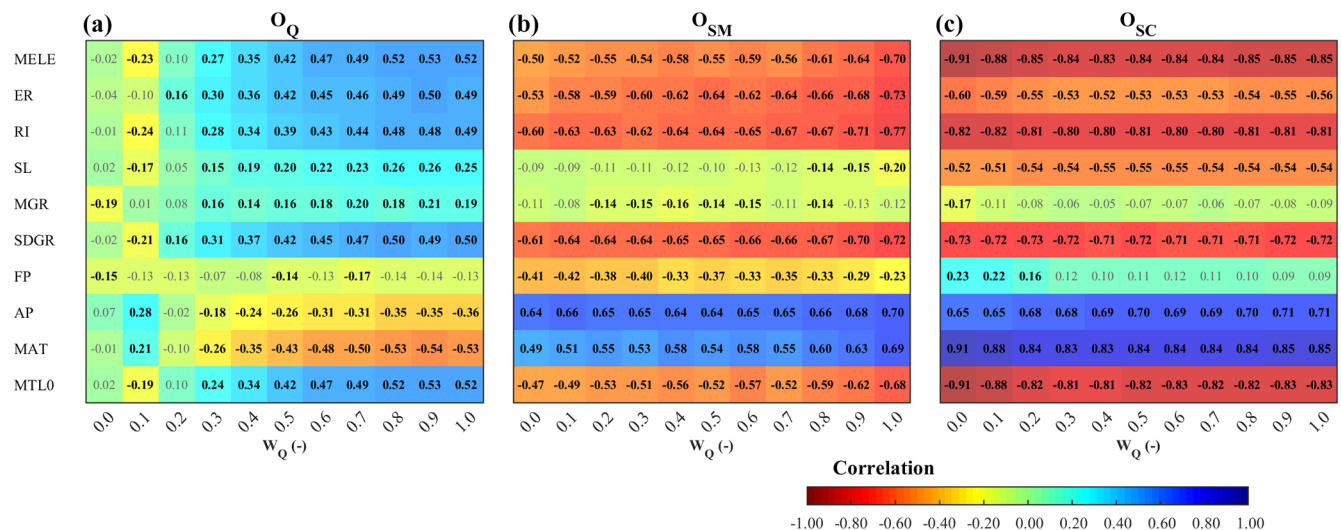 (a) O_Q (b) O_SM (c) O_SC
MELE -0.02 -0.23 0.10 0.27 0.35 0.42 0.47 0.49 0.52 0.53 0.52 -0.50 -0.52 -0.55 -0.54 -0.58 -0.55 -0.59 -0.56 -0.61 -0.64 -0.70 -0.91 -0.88 -0.85 -0.84 -0.83 -0.84 -0.84 -0.84 -0.85 -0.85 -0.85
ER -0.04 -0.10 0.16 0.30 0.36 0.42 0.45 0.46 0.49 0.50 0.49 -0.53 -0.58 -0.59 -0.60 -0.62 -0.64 -0.62 -0.64 -0.66 -0.68 -0.73 -0.60 -0.59 -0.55 -0.53 -0.52 -0.53 -0.53 -0.53 -0.54 -0.55 -0.56
RI -0.01 -0.24 0.11 0.28 0.34 0.39 0.43 0.44 0.48 0.48 0.49 -0.60 -0.63 -0.63 -0.62 -0.64 -0.64 -0.65 -0.67 -0.67 -0.71 -0.77 -0.82 -0.82 -0.81 -0.80 -0.80 -0.81 -0.80 -0.80 -0.81 -0.81 -0.81
SL 0.02 -0.17 0.05 0.15 0.19 0.20 0.22 0.23 0.26 0.26 0.25 -0.09 -0.09 -0.11 -0.11 -0.12 -0.10 -0.13 -0.12 -0.14 -0.15 -0.20 -0.52 -0.51 -0.54 -0.54 -0.55 -0.55 -0.54 -0.54 -0.54 -0.54 -0.54
MGR -0.19 0.01 0.08 0.16 0.14 0.16 0.18 0.20 0.18 0.21 0.19 -0.11 -0.08 -0.14 -0.15 -0.16 -0.14 -0.15 -0.11 -0.14 -0.13 -0.12 -0.17 -0.11 -0.08 -0.06 -0.05 -0.07 -0.07 -0.06 -0.07 -0.08 -0.09
SDGR -0.02 -0.21 0.16 0.31 0.37 0.42 0.45 0.47 0.50 0.49 0.50 -0.61 -0.64 -0.64 -0.64 -0.65 -0.65 -0.66 -0.66 -0.67 -0.70 -0.72 -0.73 -0.72 -0.73 -0.72 -0.71 -0.72 -0.71 -0.71 -0.71 -0.72 -0.72
FP -0.15 -0.13 -0.13 -0.07 -0.08 -0.14 -0.13 -0.17 -0.14 -0.14 -0.13 -0.41 -0.42 -0.38 -0.40 -0.33 -0.37 -0.33 -0.35 -0.33 -0.29 -0.23 0.23 0.22 0.16 0.12 0.10 0.11 0.12 0.11 0.10 0.09 0.09
AP 0.07 0.28 -0.02 -0.18 -0.24 -0.26 -0.31 -0.31 -0.35 -0.35 -0.36 0.64 0.66 0.65 0.65 0.64 0.64 0.65 0.65 0.66 0.68 0.70 0.65 0.65 0.68 0.68 0.69 0.70 0.69 0.69 0.70 0.71 0.71
MAT -0.01 0.21 -0.10 -0.26 -0.35 -0.43 -0.48 -0.50 -0.53 -0.54 -0.53 0.49 0.51 0.55 0.53 0.58 0.54 0.58 0.55 0.60 0.63 0.69 0.91 0.88 0.84 0.83 0.83 0.84 0.84 0.84 0.84 0.85 0.85
MTL0 0.02 -0.19 0.10 0.24 0.34 0.42 0.47 0.49 0.52 0.53 0.52 -0.47 -0.49 -0.53 -0.51 -0.56 -0.52 -0.57 -0.52 -0.59 -0.62 -0.68 -0.91 -0.88 -0.82 -0.81 -0.81 -0.82 -0.83 -0.82 -0.82 -0.83 -0.83
0.0 0.1 0.2 0.3 0.4 0.5 0.6 0.7 0.8 0.9 1.0 0.0 0.1 0.2 0.3 0.4 0.5 0.6 0.7 0.8 0.9 1.0 0.0 0.1 0.2 0.3 0.4 0.5 0.6 0.7 0.8 0.9 1.0
W_Q (-) W_Q (-) W_Q (-)
Correlation
-1.00 -0.80 -0.60 -0.40 -0.20 0.00 0.20 0.40 0.60 0.80 1.00